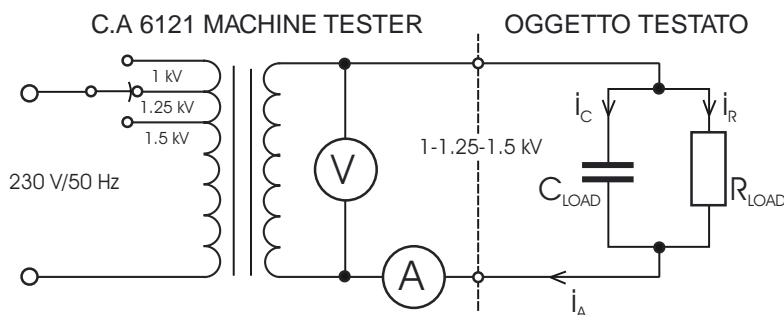 C.A 6121 MACHINE TESTER
OGGETTO TESTATO
1 kV
1.25 kV
1.5 kV
230 V/50 Hz
V
A
1-1.25-1.5 kV
iC
iR
CLOAD
RLOAD
iA